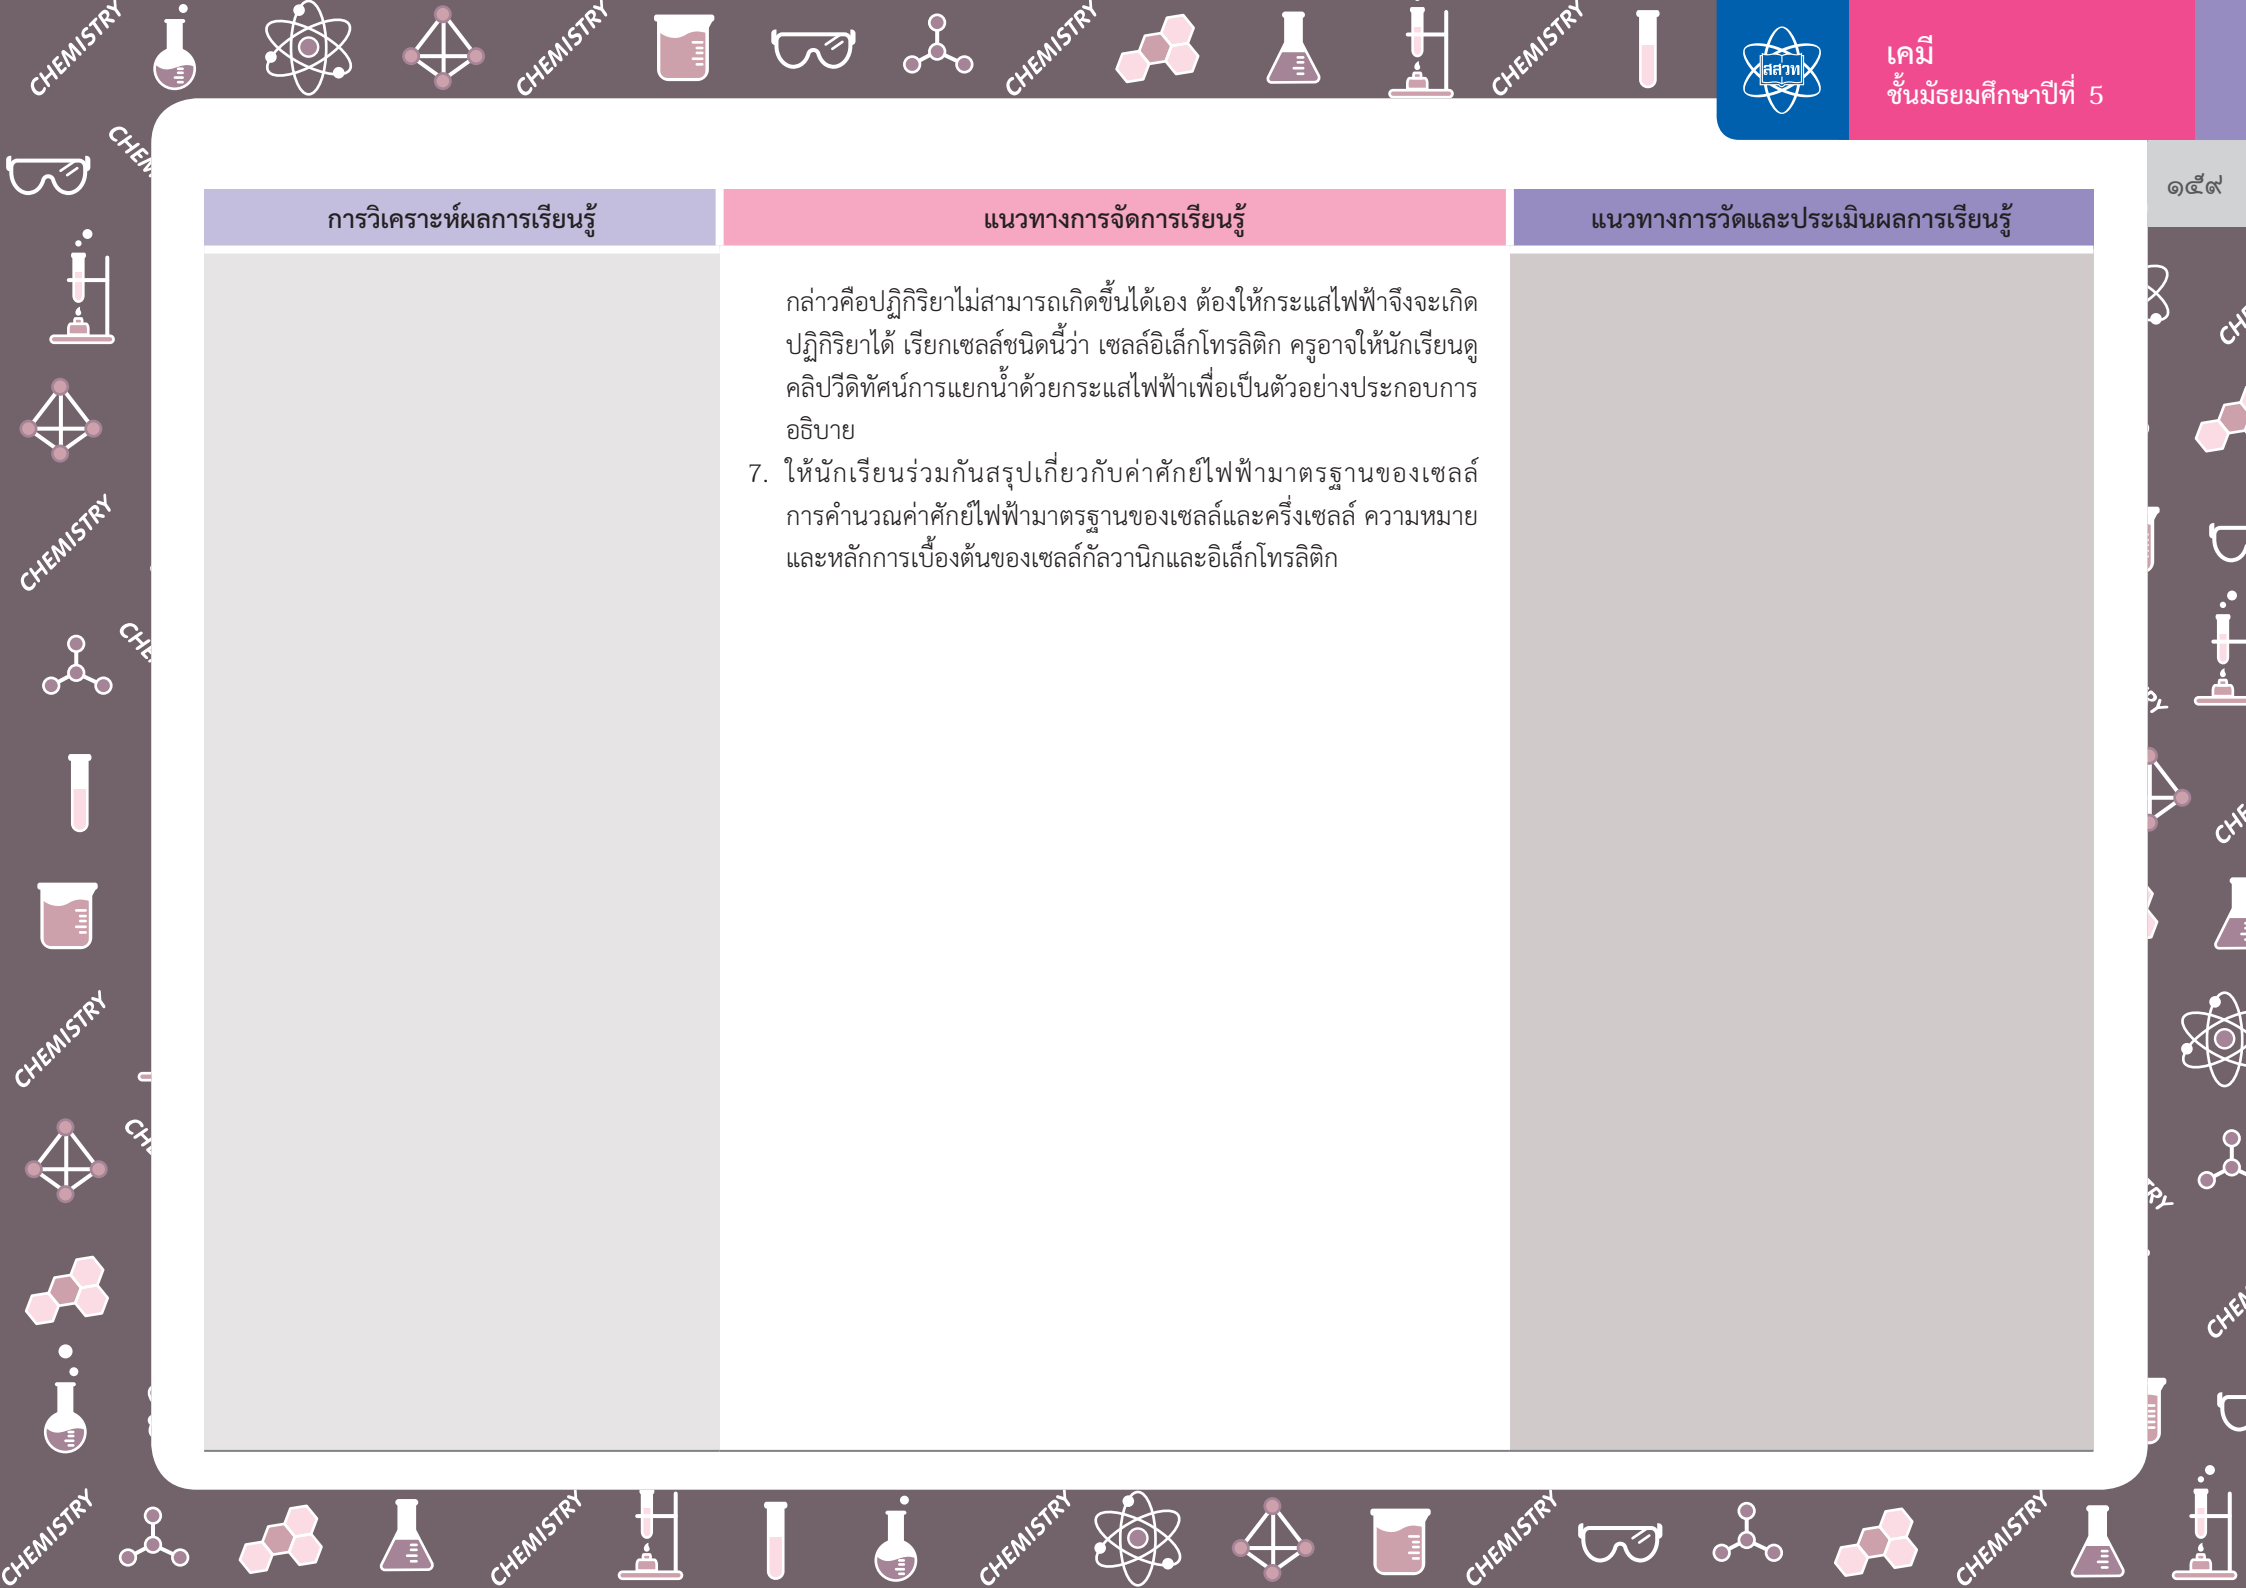 สสวท
เคมี
ชั้นมัธยมศึกษาปีที่ 5
๑๕๙
การวิเคราะห์ผลการเรียนรู้
แนวทางการจัดการเรียนรู้
แนวทางการวัดและประเมินผลการเรียนรู้
กล่าวคือปฏิกิริยาไม่สามารถเกิดขึ้นได้เอง ต้องให้กระแสไฟฟ้าจึงจะเกิด
ปฏิกิริยาได้ เรียกเซลล์ชนิดนี้ว่า เซลล์อิเล็กโทรลิติก ครูอาจให้นักเรียนดู
คลิปวีดิทัศน์การแยกน้ำด้วยกระแสไฟฟ้าเพื่อเป็นตัวอย่างประกอบการ
อธิบาย
7. ให้นักเรียนร่วมกันสรุปเกี่ยวกับค่าศักย์ไฟฟ้ามาตรฐานของเซลล์
การคำนวณค่าศักย์ไฟฟ้ามาตรฐานของเซลล์และครึ่งเซลล์ ความหมาย
และหลักการเบื้องต้นของเซลล์กัลวานิกและอิเล็กโทรลิติก
CHEMISTRY
CHEMISTRY
CHEMISTRY
CHEMISTRY
CHEMISTRY
CHEMISTRY
CHEMISTRY
CHEMISTRY
CHEMISTRY
CHEMISTRY
CHEMISTRY